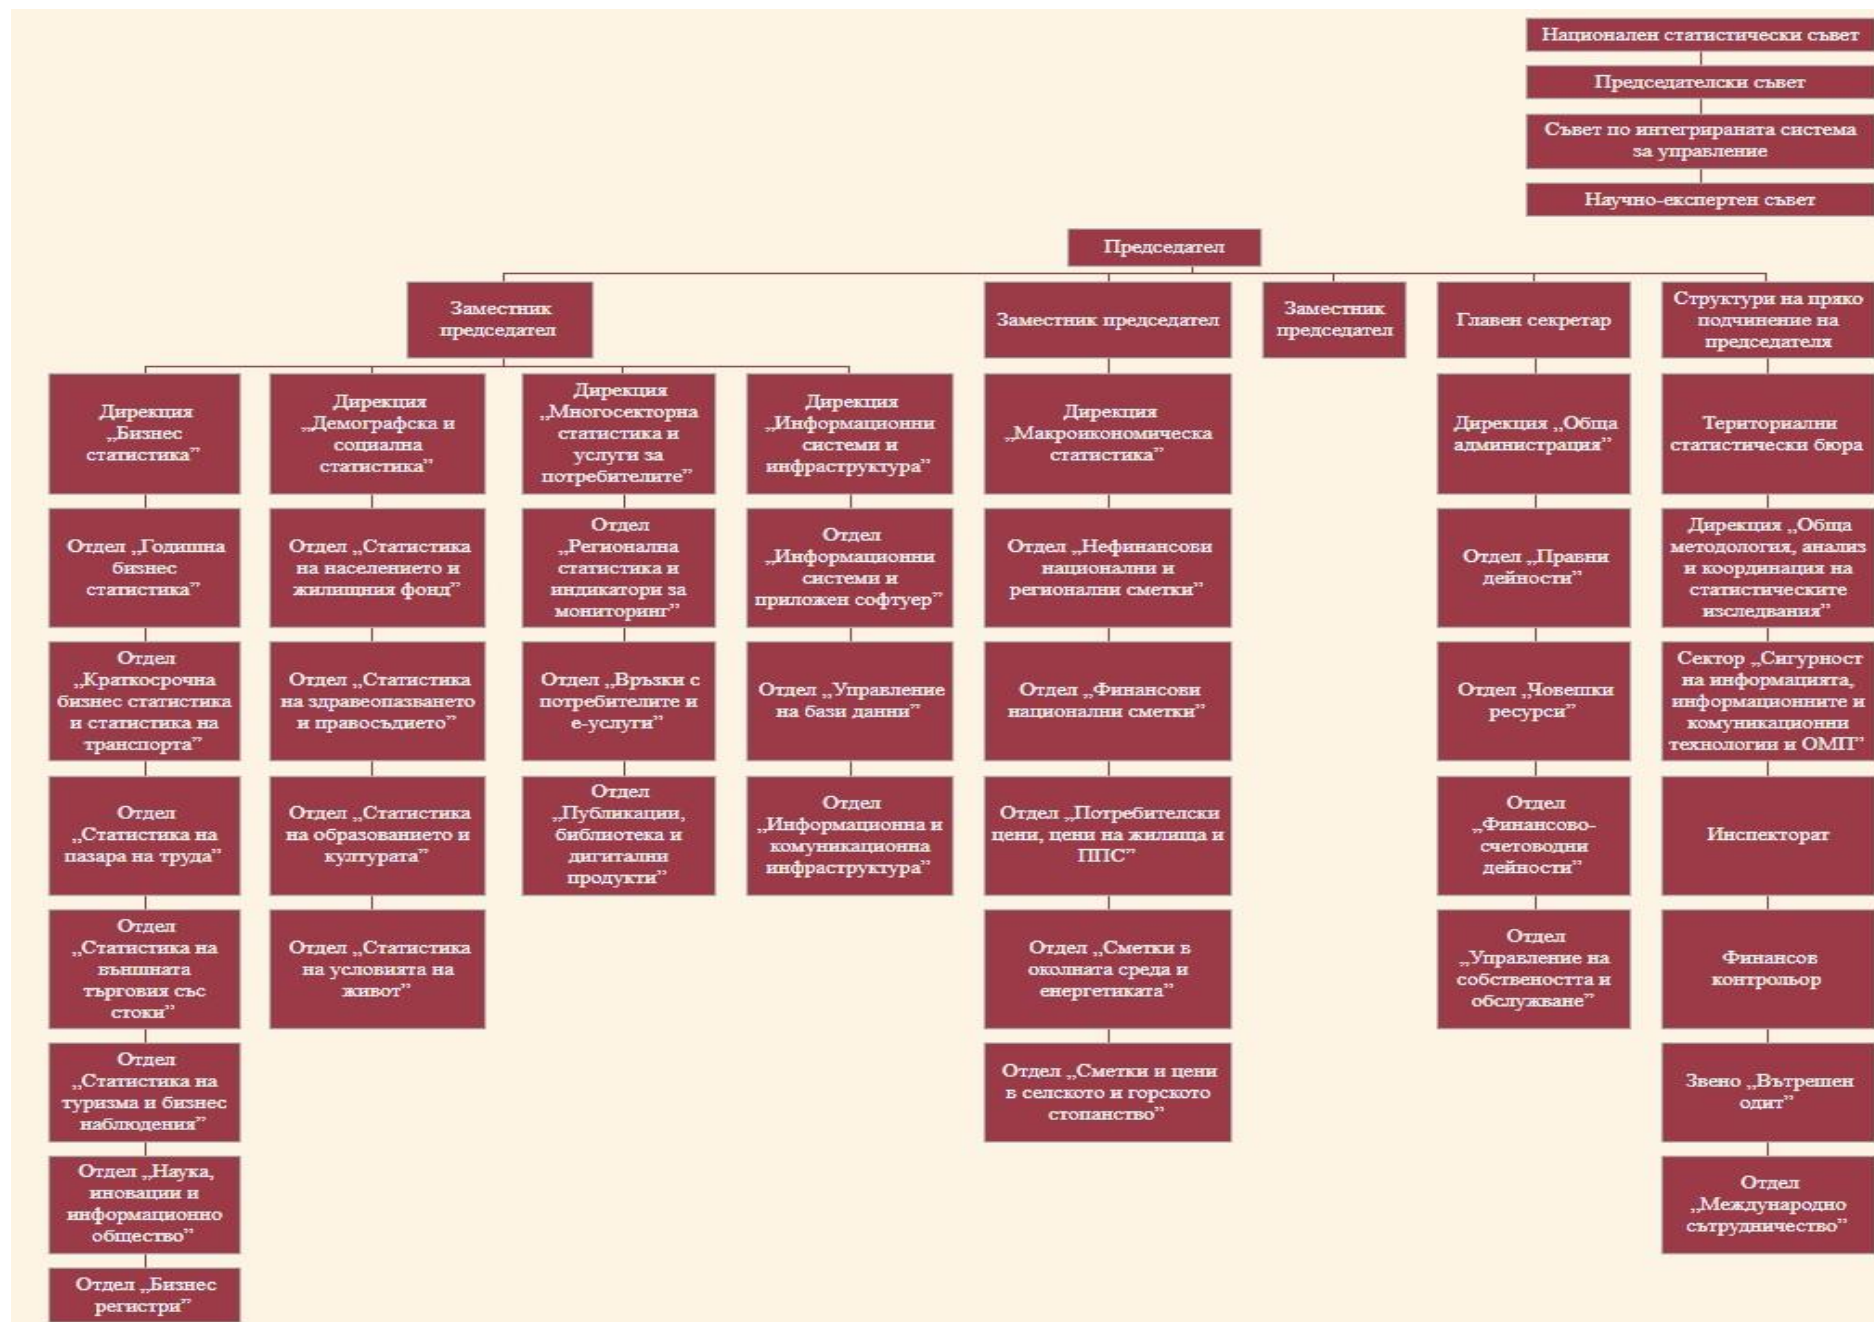 Национален статистически съвет
Председателски съвет
Съвет по интегрираната система
за управление
Научно-експертен съвет
Председател
Заместник
председател
Заместник председател
Заместник
председател
Главен секретар
Структури на пряко
подчинение на
председателя
Дирекция
„Бизнес
статистика”
Дирекция
„Демографска и
социална
статистика”
Дирекция
„Многосекторна
статистика и
услуги за
потребителите”
Дирекция
„Информационни
системи и
инфраструктура”
Дирекция
„Макроикономическа
статистика”
Дирекция „Обща
администрация”
Териториални
статистически бюра
Отдел „Годишна
бизнес
статистика”
Отдел „Статистика
на населението и
жилищния фонд”
Отдел
„Регионална
статистика и
индикатори за
мониторинг”
Отдел
„Информационни
системи и
приложен софтуер”
Отдел „Нефинансови
национални и
регионални сметки”
Отдел „Правни
дейности”
Дирекция „Обща
методология, анализ
и координация на
статистическите
изследвания”
Отдел
„Краткосрочна
бизнес статистика
и статистика на
транспорта”
Отдел „Статистика
на здравеопазването
и правосъдието”
Отдел „Връзки с
потребителите и
е-услуги”
Отдел „Управление
на бази данни”
Отдел „Финансови
национални сметки”
Отдел „Човешки
ресурси”
Сектор „Сигурност
на информацията,
информационните и
комуникационни
технологии и ОМП”
Отдел
„Статистика на
пазара на труда”
Отдел „Статистика
на образованието и
културата”
Отдел
„Публикации,
библиотека и
дигитални
продукти”
Отдел
„Информационна и
комуникационна
инфраструктура”
Отдел „Потребителски
цени, цени на жилища и
ППС”
Отдел
„Финансово-
счетоводни
дейности”
Инспекторат
Отдел
„Статистика на
външната
търговия със
стоки”
Отдел „Статистика
на условията на
живот”
Отдел „Сметки в
околната среда и
енергетиката”
Отдел
„Управление на
собствеността и
обслужване”
Финансов
контрольор
Отдел
„Статистика на
туризма и бизнес
наблюдения”
Отдел „Сметки и цени
в селското и горското
стопанство”
Звено „Вътрешен
одит”
Отдел „Наука,
иновации и
информационно
общество”
Отдел
„Международно
сътрудничество”
Отдел „Бизнес
регистри”